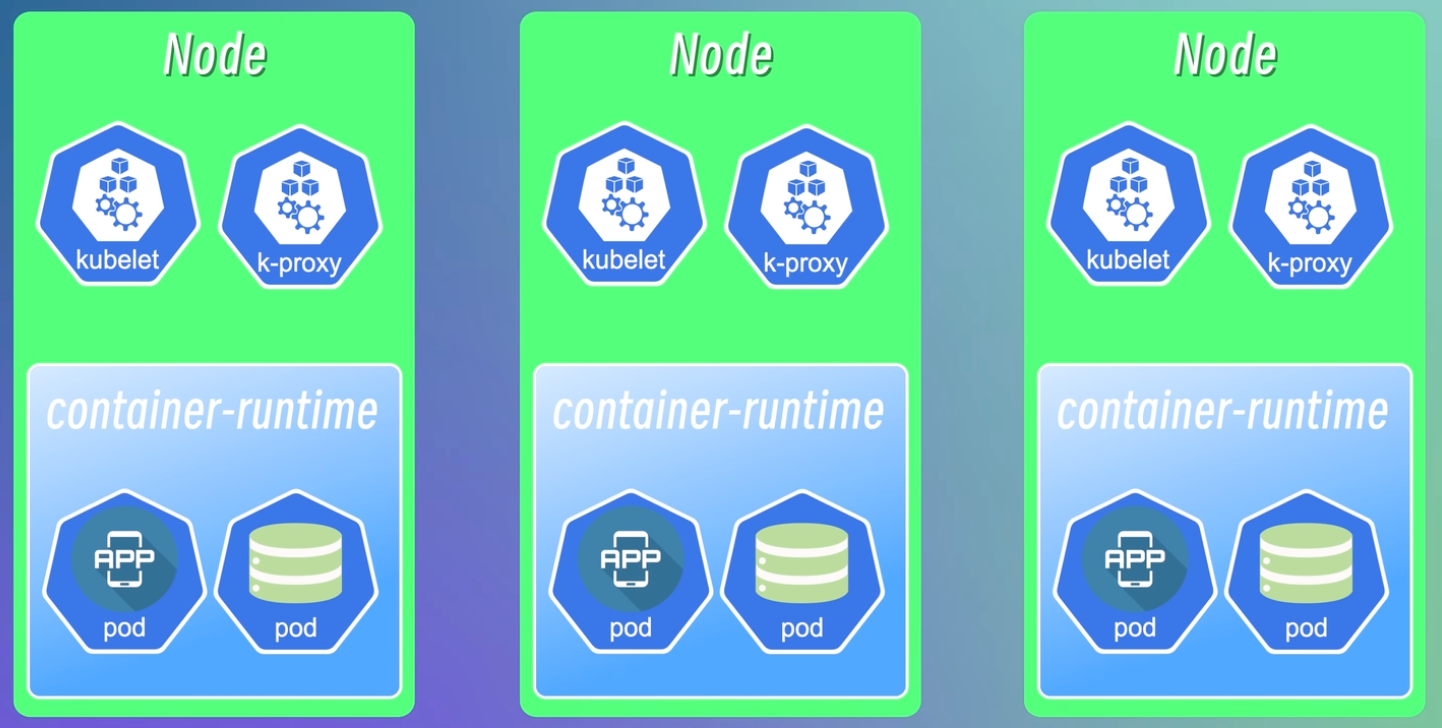 Node
kubelet
k-proxy
container-runtime
APP
pod
pod
Node
kubelet
k-proxy
container-runtime
APP
pod
pod
Node
kubelet
k-proxy
container-runtime
APP
pod
pod